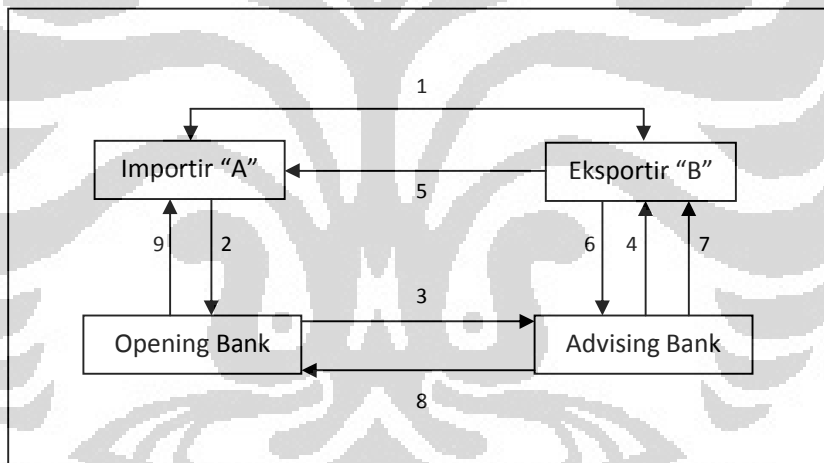 1
Importir “A”
Eksportir “B”
5
9
2
6
4
7
3
Opening Bank
Advising Bank
8